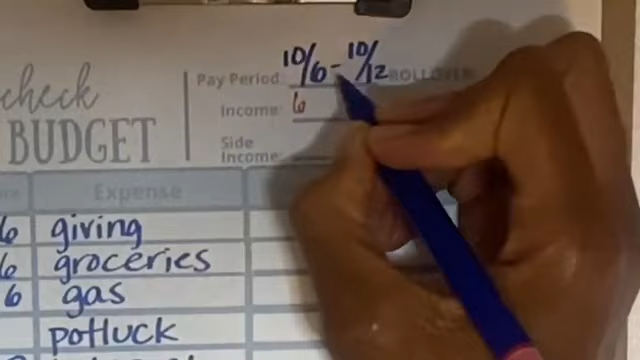 check
BUDGET
Pay Period: 10/6 - 10/12 ROLLOVER
Income: 6
Side
Income:
Expense
6 giving
6 groceries
6 gas
potluck